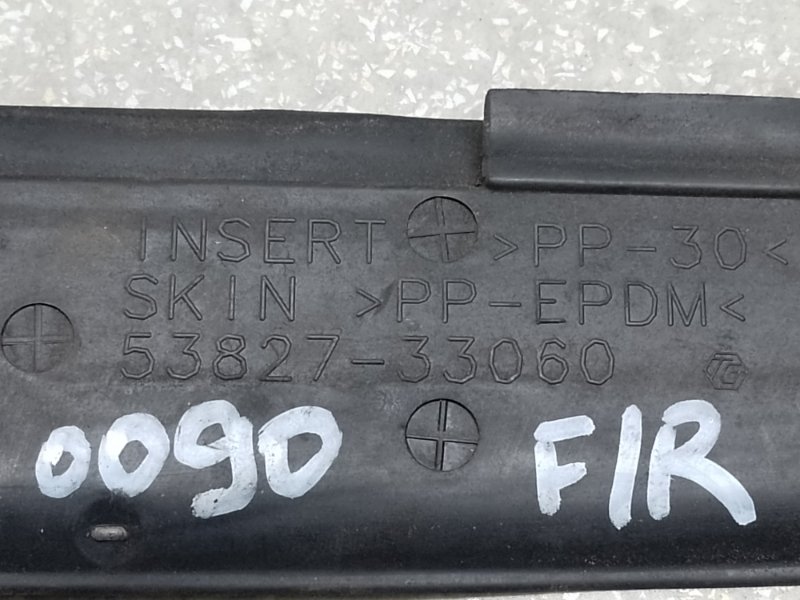 INSERT >PP-30<
SKIN >PP-EPDM<
53827-33060
0090 F/R